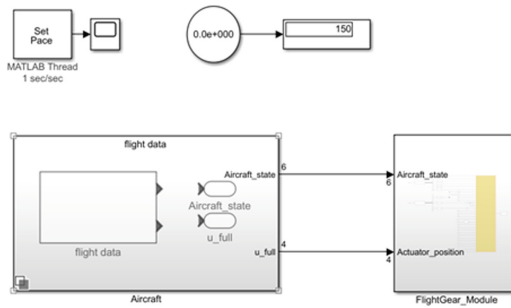 Set
Pace
MATLAB Thread
1 sec/sec
0.0e+000
150
flight data
Aircraft_state
6
Aircraft_state
u_full
u_full
4
flight data
Aircraft
Aircraft_state
6
Actuator_position
4
FlightGear_Module